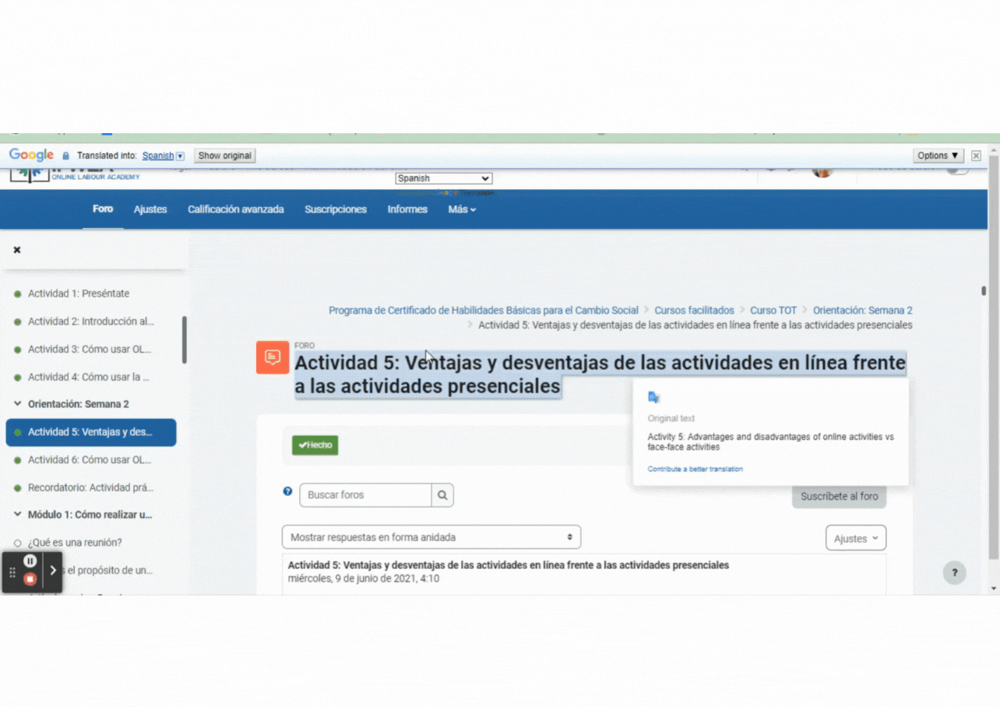 Google Translated into: Spanish Show original Options
ONLINE LABOUR ACADEMY
Spanish
Foro Ajustes Calificación avanzada Suscripciones Informes Más
Actividad 1: Preséntate
Actividad 2: Introducción al...
Actividad 3: Cómo usar OL...
Actividad 4: Cómo usar la ...
Orientación: Semana 2
Actividad 5: Ventajas y des...
Actividad 6: Cómo usar OL...
Recordatorio: Actividad prá...
Módulo 1: Cómo realizar u...
¿Qué es una reunión?
el propósito de un...
Programa de Certificado de Habilidades Básicas para el Cambio Social > Cursos facilitados > Curso TOT > Orientación: Semana 2
> Actividad 5: Ventajas y desventajas de las actividades en línea frente a las actividades presenciales
FORO
Actividad 5: Ventajas y desventajas de las actividades en línea frente
a las actividades presenciales
Original text
Activity 5: Advantages and disadvantages of online activities vs
face-face activities
Contribute a better translation
Hecho
Buscar foros
Suscríbete al foro
Mostrar respuestas en forma anidada
Ajustes
Actividad 5: Ventajas y desventajas de las actividades en línea frente a las actividades presenciales
miércoles, 9 de junio de 2021, 4:10
?